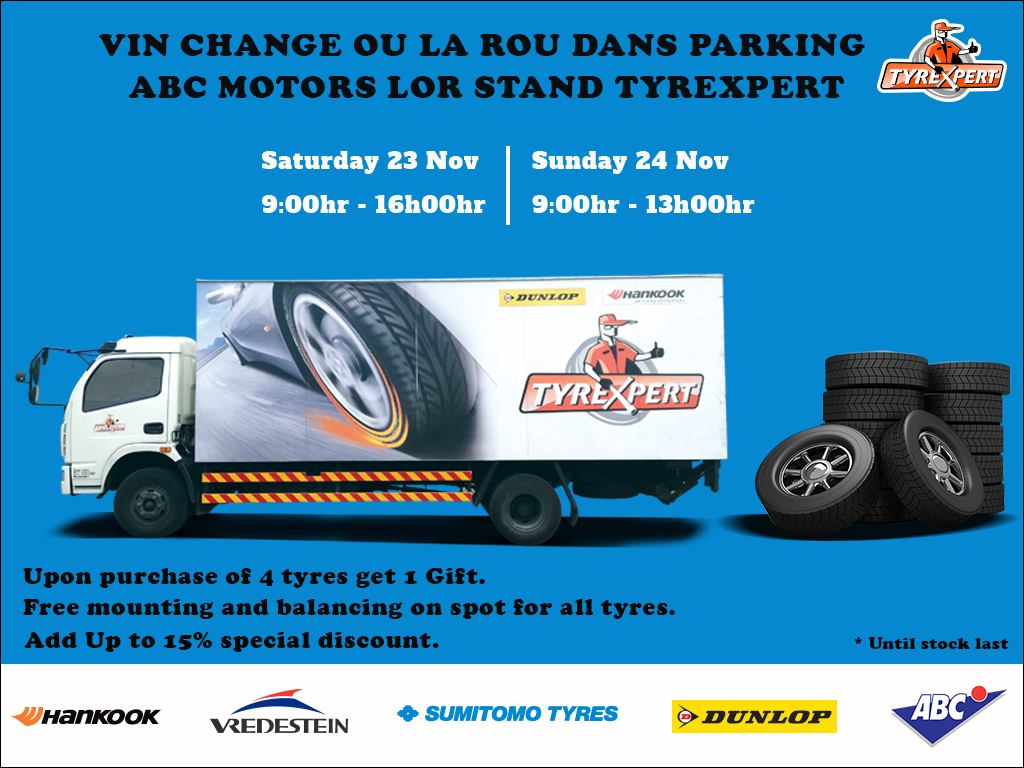 VIN CHANGE OU LA ROU DANS PARKING
ABC MOTORS LOR STAND TYREXPERT
TYREXPERT
Saturday 23 Nov
9:00hr - 16h00hr
Sunday 24 Nov
9:00hr - 13h00hr
DUNLOP
HANKOOK
driving emotion
TYREXPERT
Upon purchase of 4 tyres get 1 Gift.
Free mounting and balancing on spot for all tyres.
Add Up to 15% special discount.
* Until stock last
HANKOOK
VREDESTEIN
SUMITOMO TYRES
DUNLOP
ABC